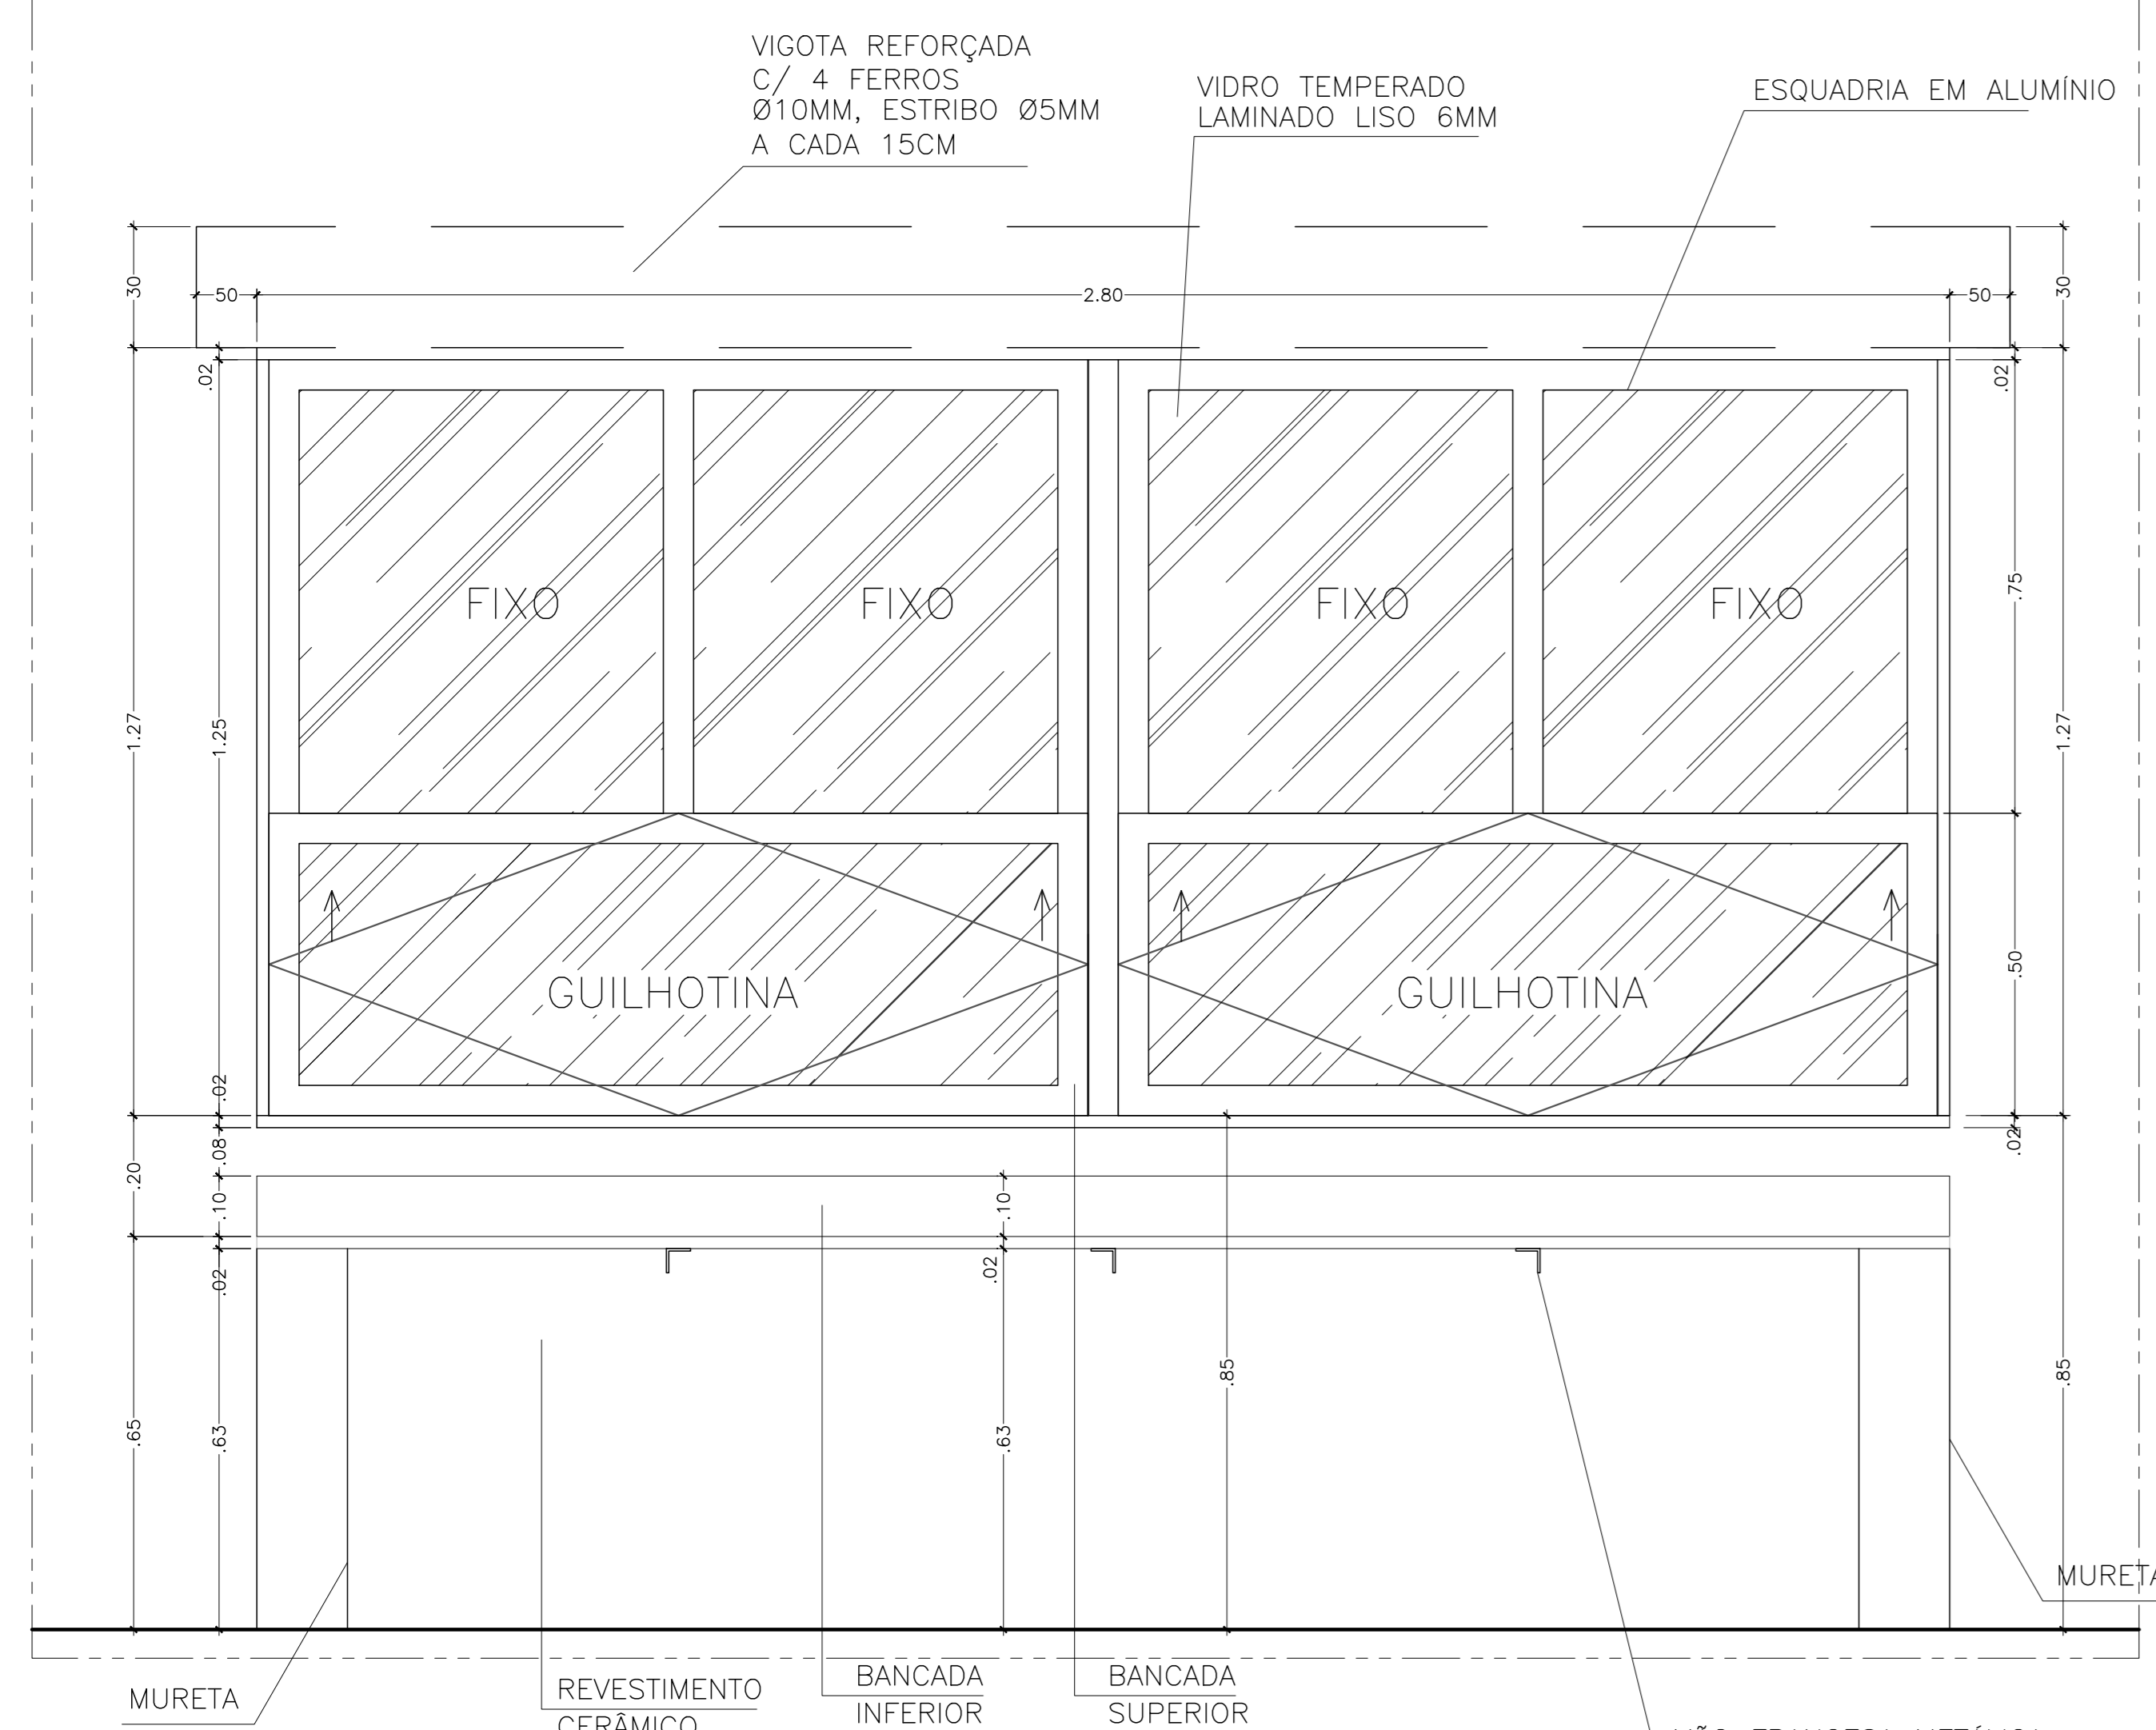 VIGOTA REFORÇADA
C/ 4 FERROS
Ø10MM, ESTRIBO Ø5MM
A CADA 15CM
VIDRO TEMPERADO
LAMINADO LISO 6MM
ESQUADRIA EM ALUMÍNIO
30
50
2.80
50
30
.02
.02
1.27
1.25
FIXO
FIXO
FIXO
FIXO
.75
1.27
GUILHOTINA
GUILHOTINA
.50
.02
.08
.20
.10
.02
.10
.02
.02
.65
.63
.63
.85
.85
MURETA
MURETA
REVESTIMENTO
CERÂMICO
BANCADA
INFERIOR
BANCADA
SUPERIOR